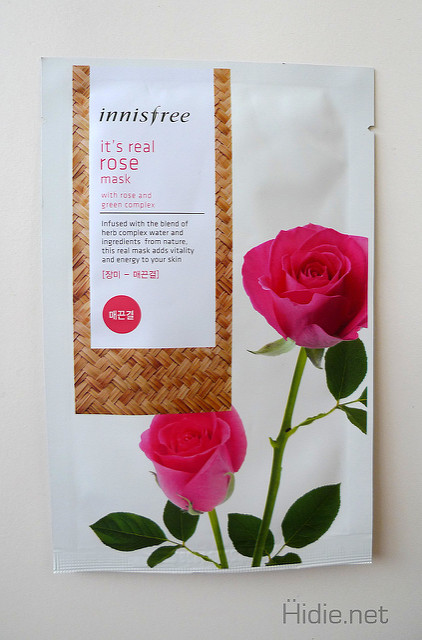 innisfree
it's real
rose
mask
with rose and
green complex
Infused with the blend of
herb complex water and
ingredients from nature,
this real mask adds vitality
and energy to your skin
[장미 - 매끈결]
매끈결
Hidie.net